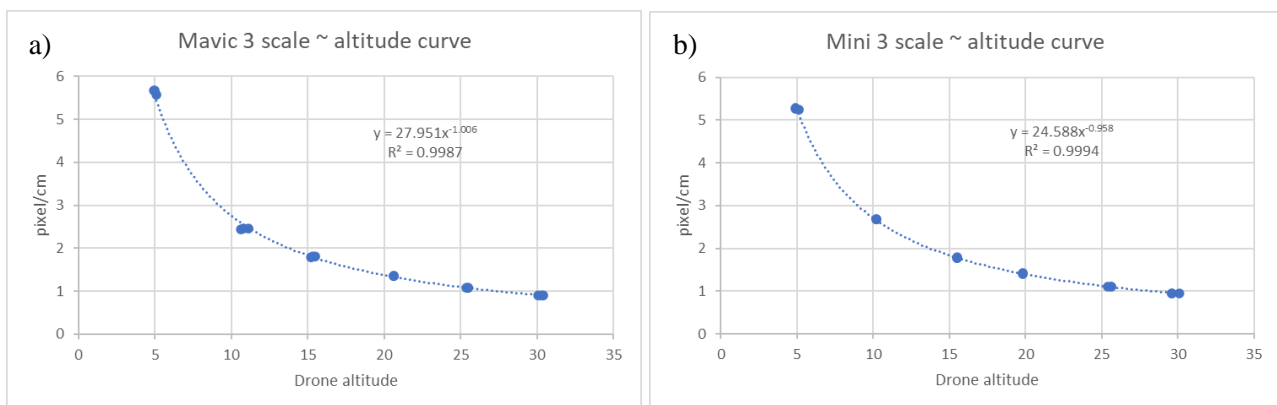 a)
Mavic 3 scale ~ altitude curve
6
5
4
3
2
1
0
pixel/cm
y = 27.951x^-1.006
R² = 0.9987
0 5 10 15 20 25 30 35
Drone altitude
b)
Mini 3 scale ~ altitude curve
6
5
4
3
2
1
0
pixel/cm
y = 24.588x^-0.958
R² = 0.9994
0 5 10 15 20 25 30 35
Drone altitude